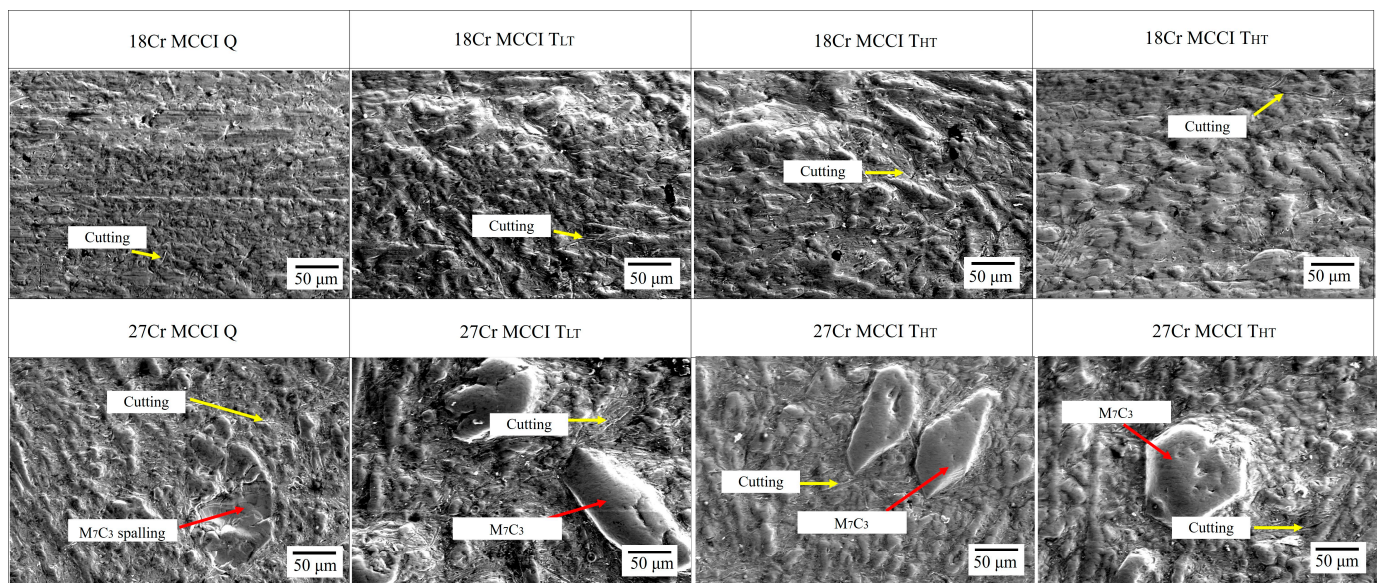 18Cr MCCI Q
18Cr MCCI TLT
18Cr MCCI THT
18Cr MCCI THT
Cutting
50 µm
Cutting
50 µm
Cutting
50 µm
Cutting
50 µm
27Cr MCCI Q
27Cr MCCI TLT
27Cr MCCI THT
27Cr MCCI THT
Cutting
M7C3 spalling
50 µm
Cutting
M7C3
50 µm
Cutting
M7C3
50 µm
M7C3
Cutting
50 µm